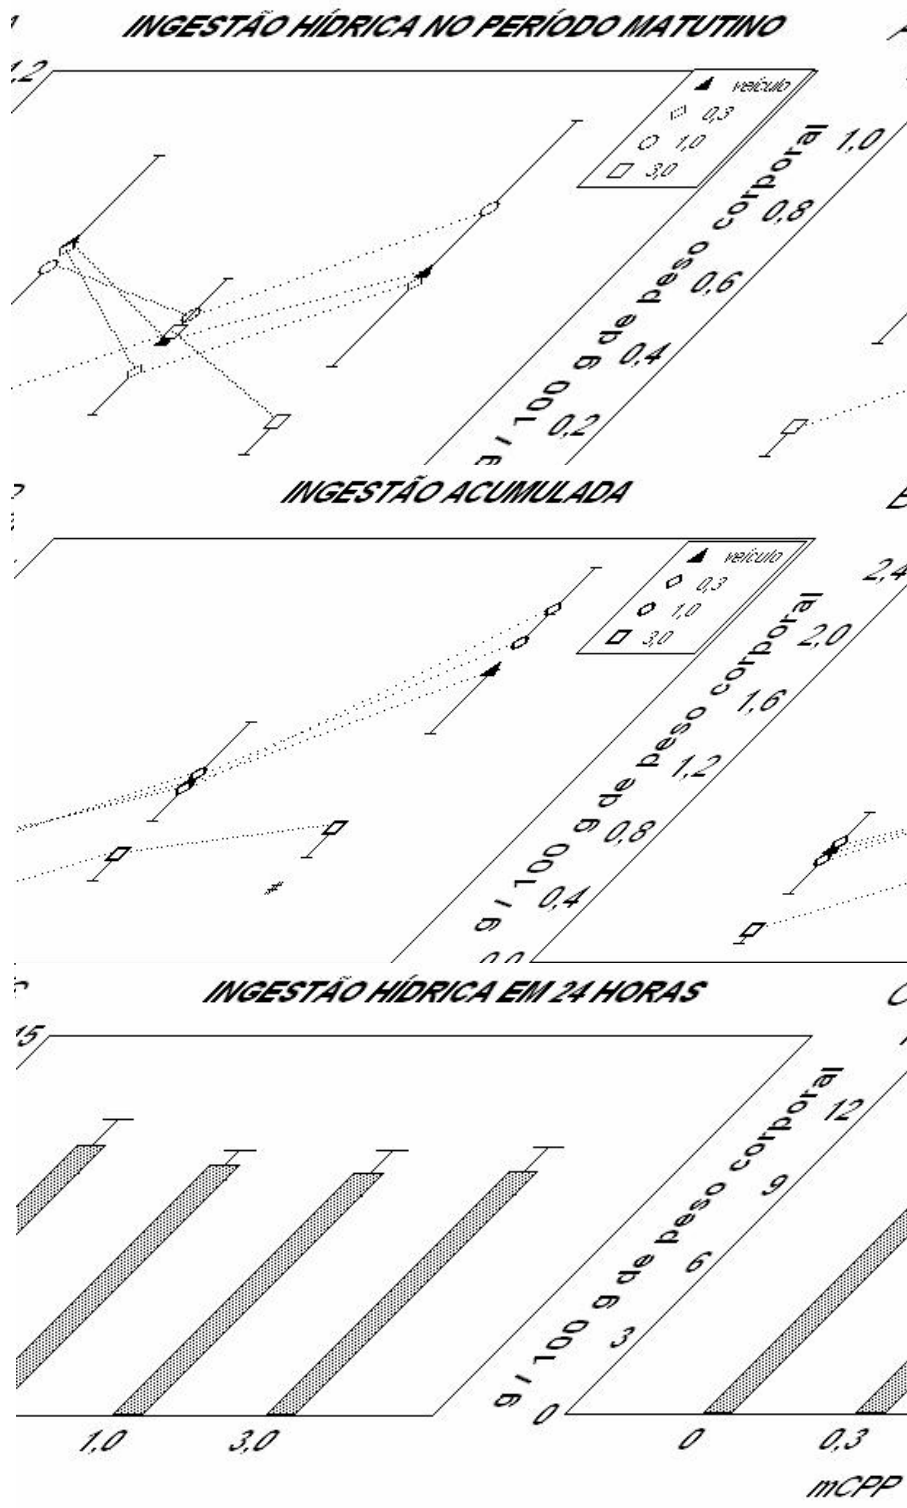 INGESTÃO HÍDRICA NO PERÍODO MATUTINO
A
1,2
veículo
0,3
1,0
3,0
g / 100 g de peso corporal
1,0
0,8
0,6
0,4
0,2
INGESTÃO ACUMULADA
B
veículo
0,3
1,0
3,0
g / 100 g de peso corporal
2,4
2,0
1,6
1,2
0,8
0,4
0,0
#
INGESTÃO HÍDRICA EM 24 HORAS
C
15
g / 100 g de peso corporal
12
9
6
3
0
1,0
3,0
0
0,3
mCPP